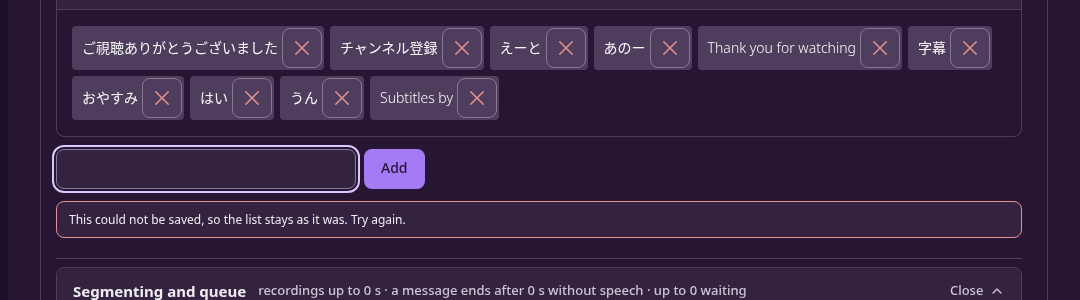 ご視聴ありがとうございました チャンネル登録 えーと あのー Thank you for watching 字幕
おやすみ はい うん Subtitles by
Add
This could not be saved, so the list stays as it was. Try again.
Segmenting and queue recordings up to 0 s · a message ends after 0 s without speech · up to 0 waiting Close